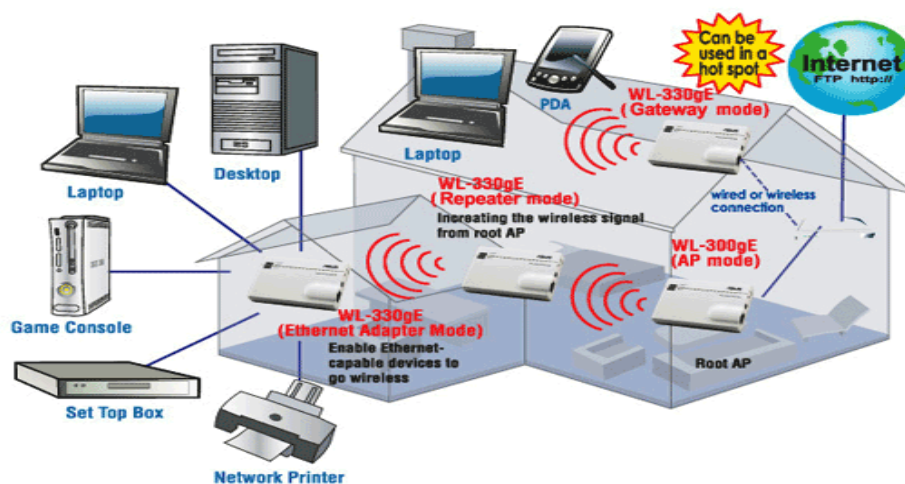 Can be
used in a
hot spot
Internet
FTP http://
WL-330gE
(Gateway mode)
PDA
Laptop
Desktop
Laptop
WL-330gE
(Repeater mode)
Increasing the wireless signal
from root AP
wired or wireless
connection
WL-300gE
(AP mode)
Game Console
WL-330gE
(Ethernet Adapter Mode)
Enable Ethernet-
capable devices to
go wireless
Root AP
Set Top Box
Network Printer